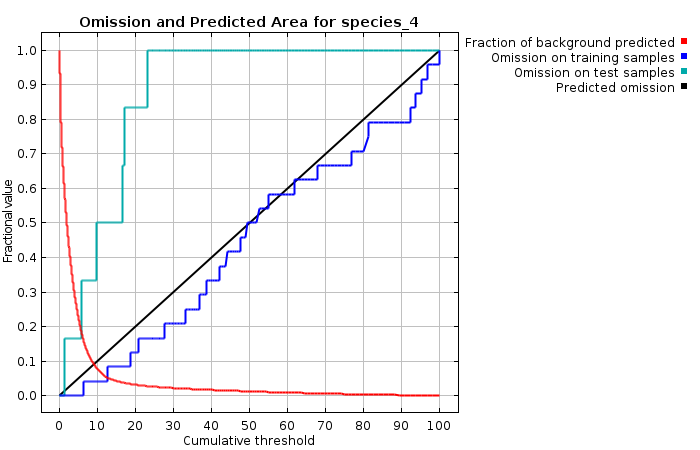 Omission and Predicted Area for species_4
Fraction of background predicted
Omission on training samples
Omission on test samples
Predicted omission
Fractional value
1.0
0.9
0.8
0.7
0.6
0.5
0.4
0.3
0.2
0.1
0.0
0 10 20 30 40 50 60 70 80 90 100
Cumulative threshold